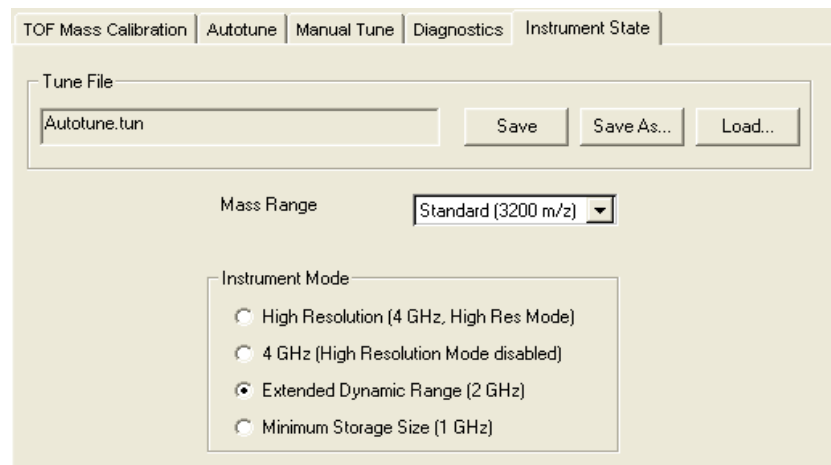 TOF Mass Calibration Autotune Manual Tune Diagnostics Instrument State
Tune File
Autotune.tun Save Save As... Load...
Mass Range Standard (3200 m/z)
Instrument Mode
High Resolution (4 GHz, High Res Mode)
4 GHz (High Resolution Mode disabled)
Extended Dynamic Range (2 GHz)
Minimum Storage Size (1 GHz)